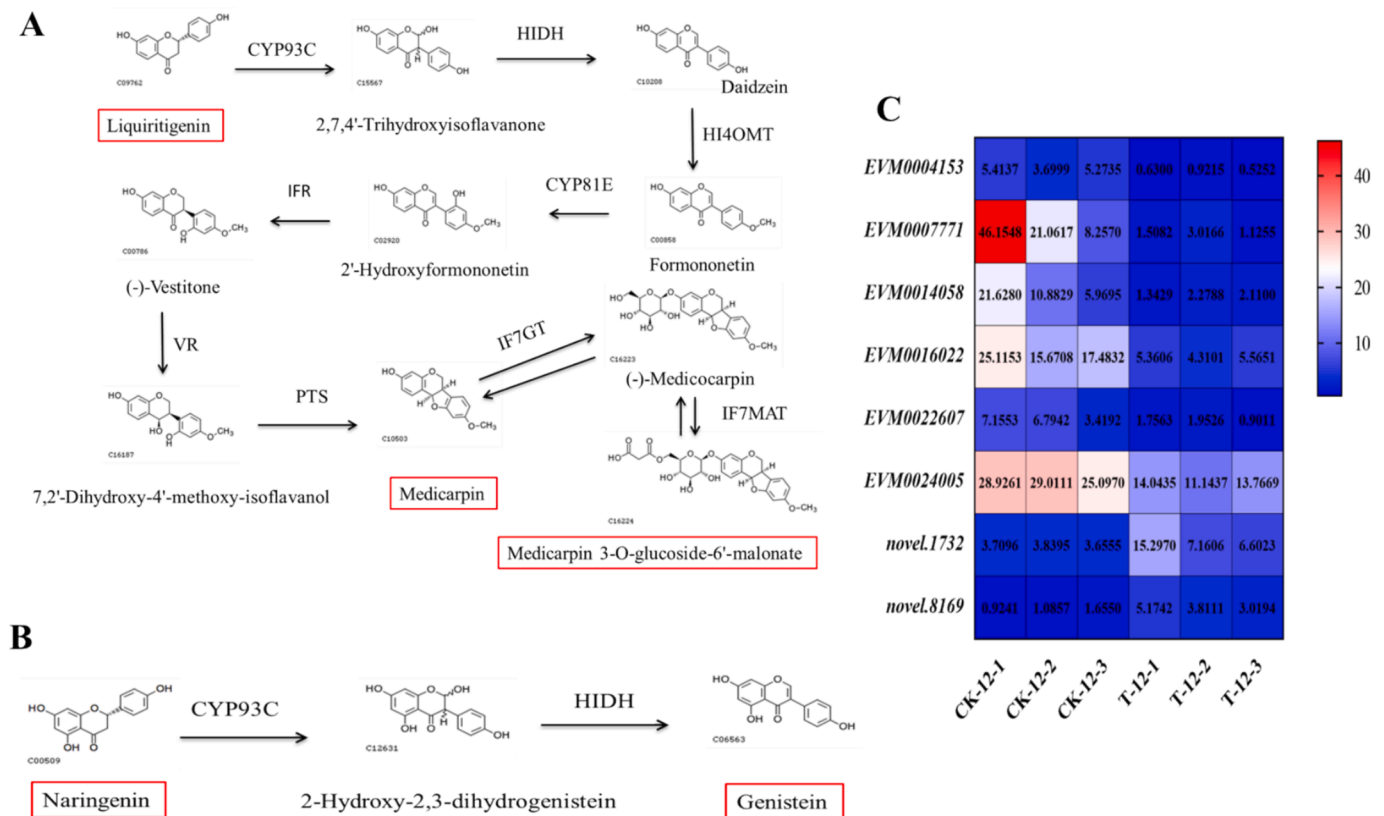 A
CYP93C
HIDH
C09762
C15567
C10208
Daidzein
Liquiritigenin
2,7,4'-Trihydroxyisoflavanone
HI4OMT
IFR
CYP81E
C00786
C02920
C00858
(-)-Vestitone
2'-Hydroxyformononetin
Formononetin
VR
IF7GT
C16223
(-)-Medicocarpin
PTS
IF7MAT
C16187
C10503
7,2'-Dihydroxy-4'-methoxy-isoflavanol
Medicarpin
C16224
Medicarpin 3-O-glucoside-6'-malonate
B
CYP93C
HIDH
C00509
C12631
C06563
Naringenin
2-Hydroxy-2,3-dihydrogenistein
Genistein
C
EVM0004153 5.4137 3.6999 5.2735 0.6300 0.9215 0.5252
EVM0007771 46.1548 21.0617 8.2570 1.5082 3.0166 1.1255
EVM0014058 21.6280 10.8829 5.9695 1.3429 2.2788 2.1100
EVM0016022 25.1153 15.6708 17.4832 5.3606 4.3101 5.5651
EVM0022607 7.1553 6.7942 3.4192 1.7563 1.9526 0.9011
EVM0024005 28.9261 29.0111 25.0970 14.0435 11.1437 13.7669
novel.1732 3.7096 3.8395 3.6555 15.2970 7.1606 6.6023
novel.8169 0.9241 1.0857 1.6550 5.1742 3.8111 3.0194
CK-12-1 CK-12-2 CK-12-3 T-12-1 T-12-2 T-12-3
40
30
20
10